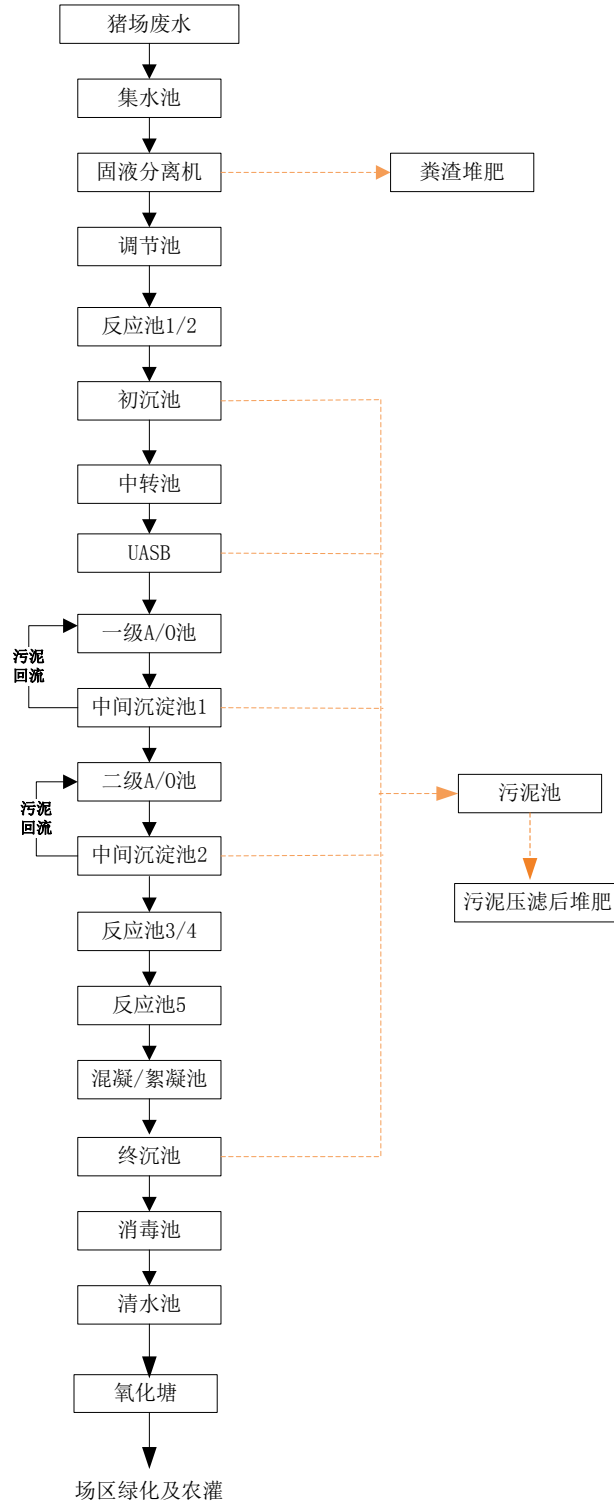 猪场废水
集水池
固液分离机
粪渣堆肥
调节池
反应池1/2
初沉池
中转池
UASB
一级A/O池
污泥
回流
中间沉淀池1
二级A/O池
污泥池
污泥
回流
中间沉淀池2
污泥压滤后堆肥
反应池3/4
反应池5
混凝/絮凝池
终沉池
消毒池
清水池
氧化塘
场区绿化及农灌